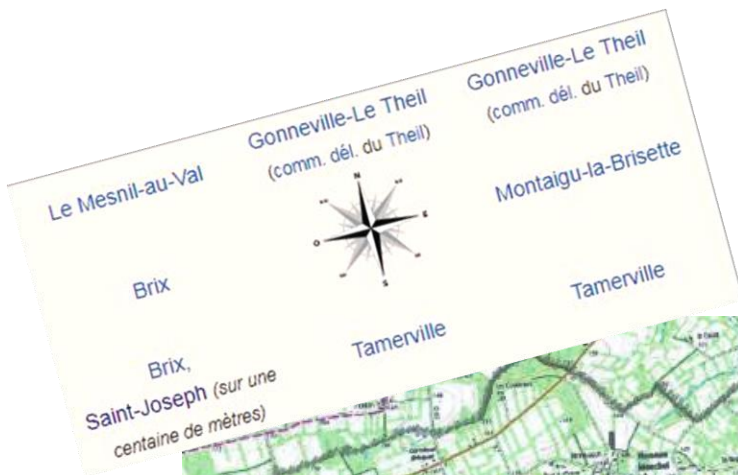 Le Mesnil-au-Val
Gonneville-Le Theil
(comm. dél. du Theil)
Gonneville-Le Theil
(comm. dél. du Theil)
Brix
N
O
E
S
Montaigu-la-Brisette
Brix,
Saint-Joseph (sur une
centaine de mètres)
Tamerville
Tamerville